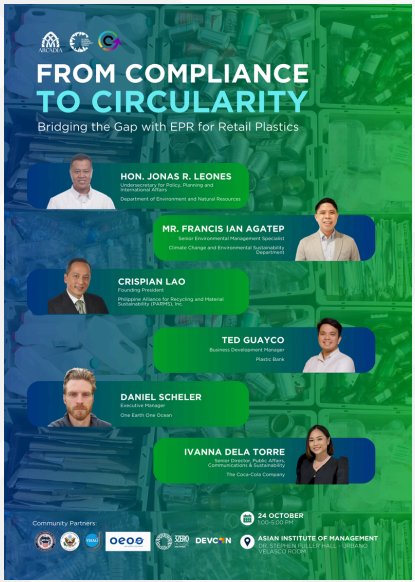 ARCADIA
FROM COMPLIANCE
TO CIRCULARITY
Bridging the Gap with EPR for Retail Plastics
HON. JONAS R. LEONES
Undersecretary for Policy, Planning and
International Affairs
Department of Environment and Natural Resources
MR. FRANCIS IAN AGATEP
Senior Environmental Management Specialist
Climate Change and Environmental Sustainability
Department
CRISPIAN LAO
Founding President
Philippine Alliance for Recycling and Material
Sustainability (PARMS), Inc.
TED GUAYCO
Business Development Manager
Plastic Bank
DANIEL SCHELER
Executive Manager
One Earth One Ocean
IVANNA DELA TORRE
Senior Director, Public Affairs,
Communications & Sustainability
The Coca-Cola Company
Community Partners:
oeoo
DEVCON
24 OCTOBER
1:00-5:00 PM
ASIAN INSTITUTE OF MANAGEMENT
DR. STEPHEN FULLER HALL - URBANO
VELASCO ROOM